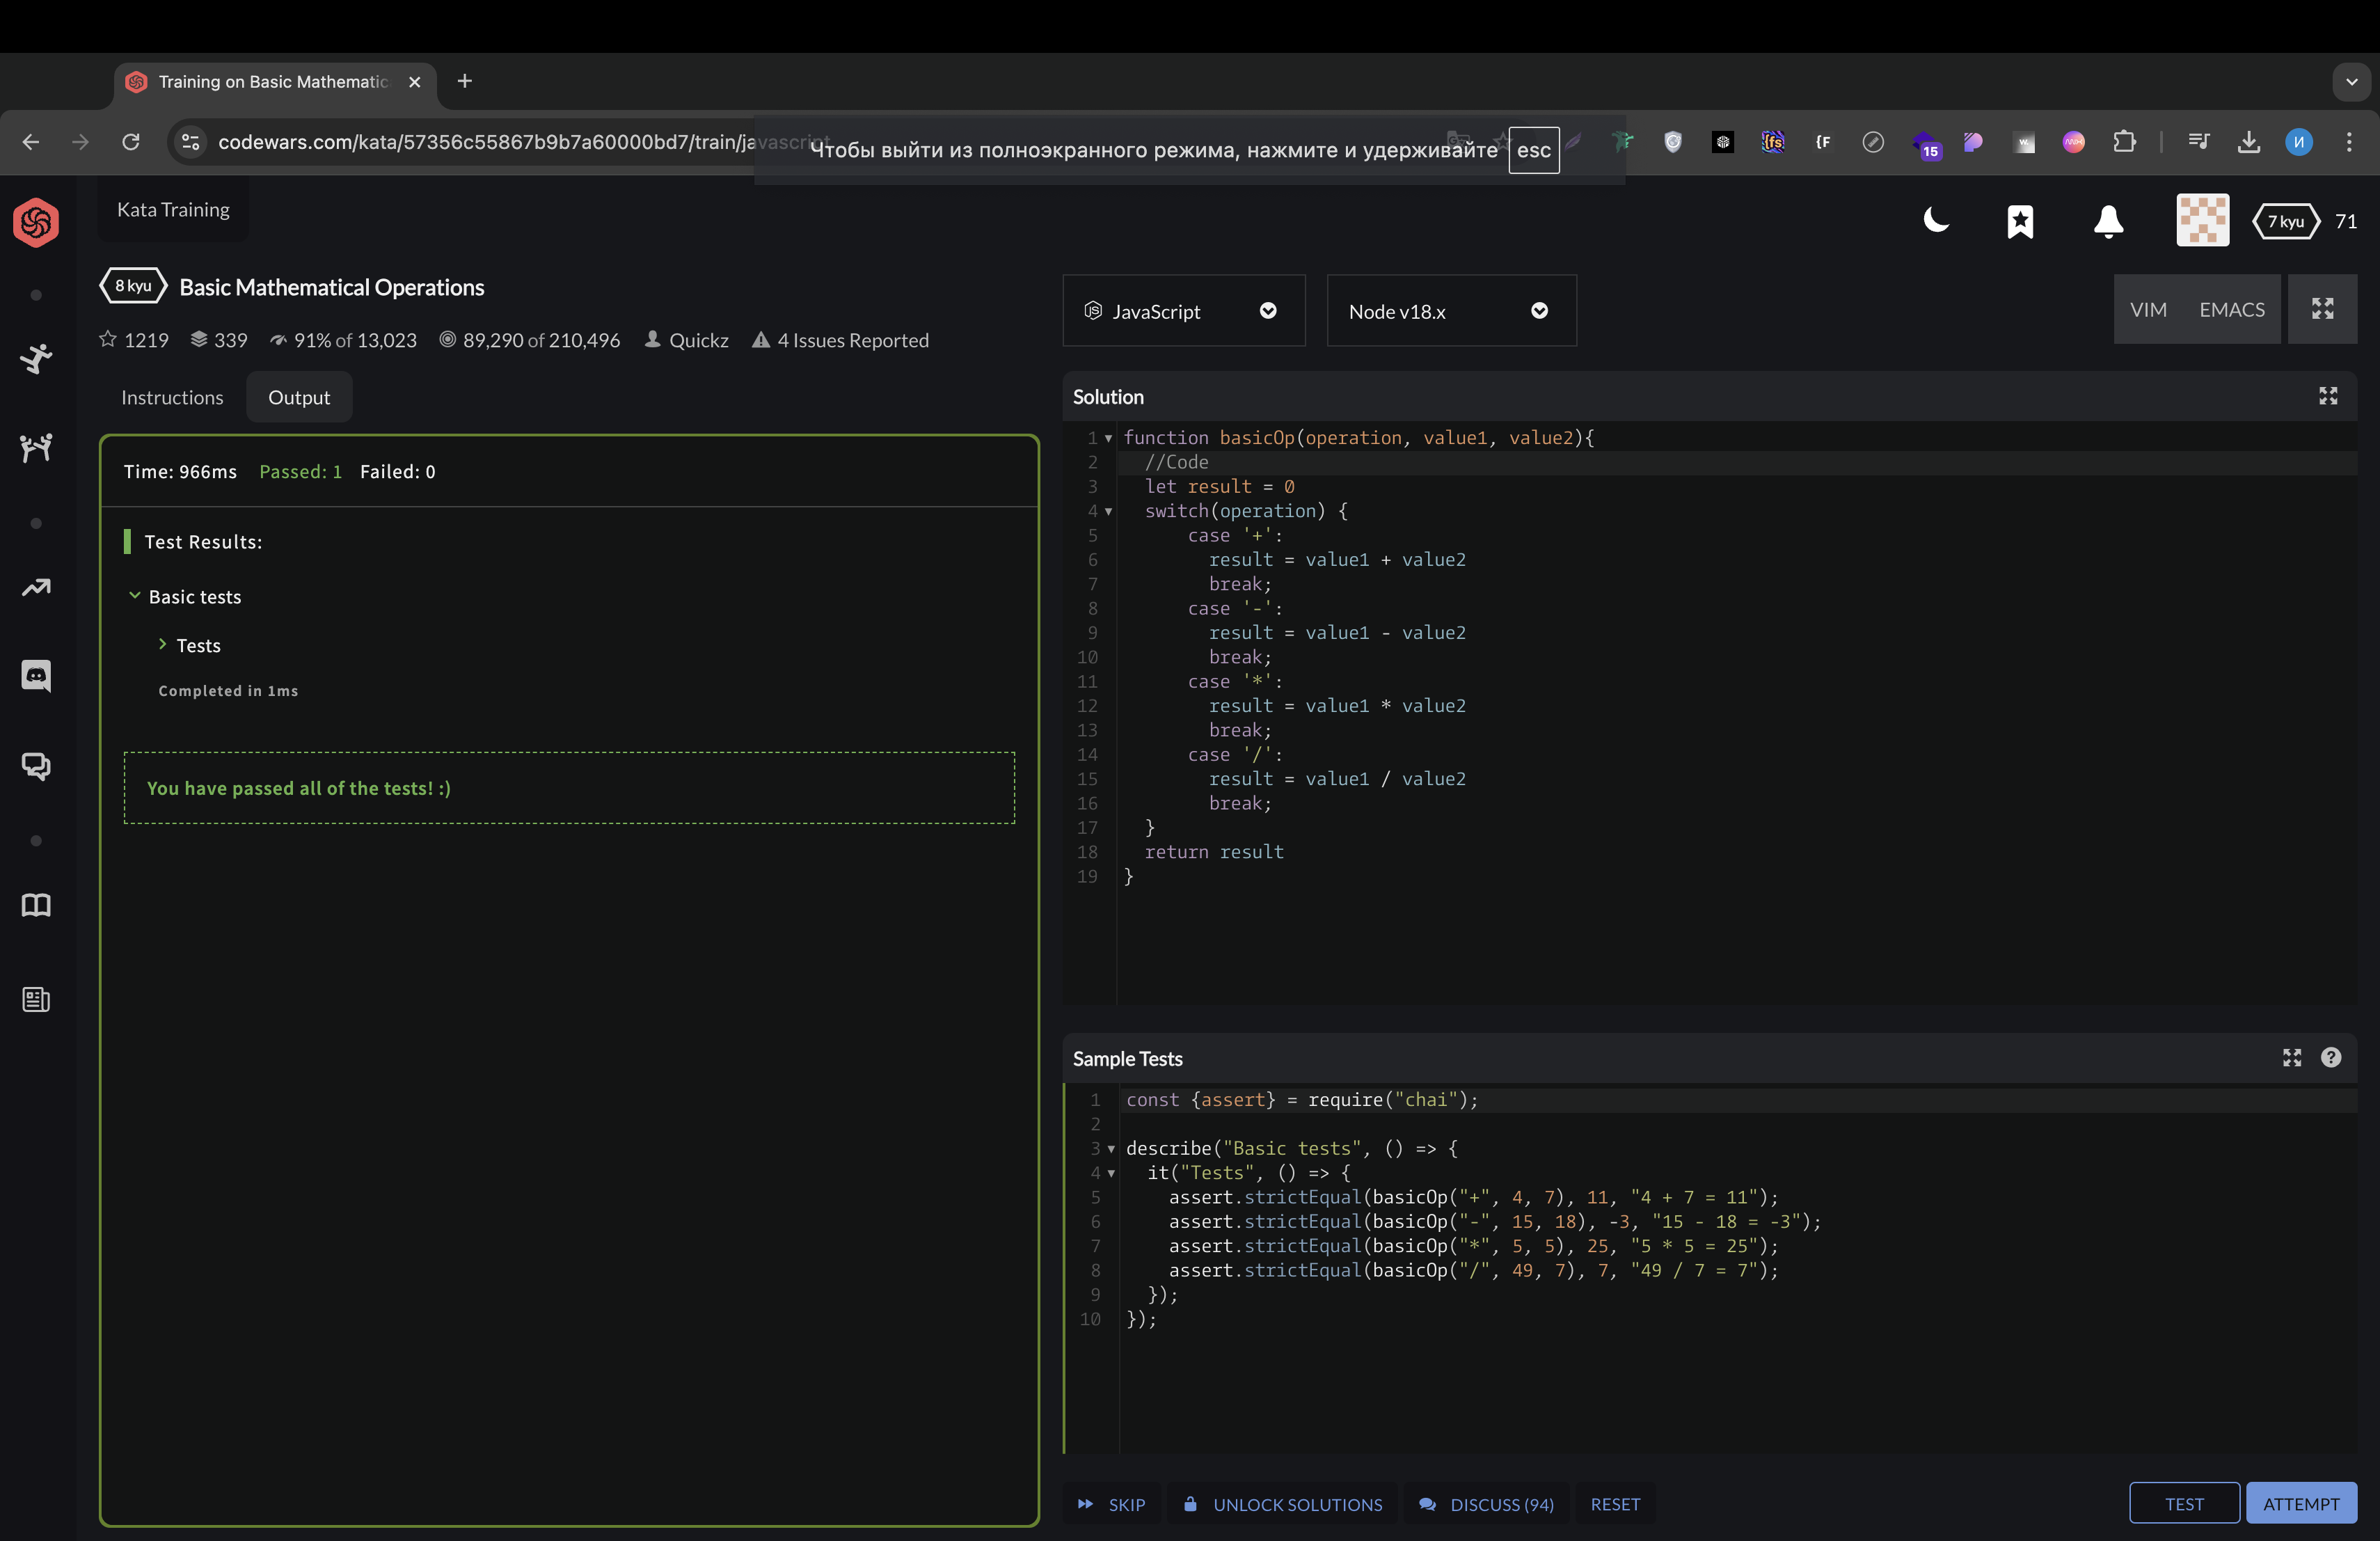 Training on Basic Mathematic
codewars.com/kata/57356c55867b9b7a60000bd7/train/javascript
Чтобы выйти из полноэкранного режима, нажмите и удерживайте esc
15
И
Kata Training
7 kyu 71
8 kyu Basic Mathematical Operations
1219 339 91% of 13,023 89,290 of 210,496 Quickz 4 Issues Reported
JavaScript
Node v18.x
VIM EMACS
Instructions Output
Time: 966ms Passed: 1 Failed: 0
Test Results:
Basic tests
Tests
Completed in 1ms
You have passed all of the tests! :)
Solution
1 function basicOp(operation, value1, value2){
2 //Code
3 let result = 0
4 switch(operation) {
5 case '+':
6 result = value1 + value2
7 break;
8 case '-':
9 result = value1 - value2
10 break;
11 case '*':
12 result = value1 * value2
13 break;
14 case '/':
15 result = value1 / value2
16 break;
17 }
18 return result
19 }
Sample Tests
1 const {assert} = require("chai");
2
3 describe("Basic tests", () => {
4 it("Tests", () => {
5 assert.strictEqual(basicOp("+", 4, 7), 11, "4 + 7 = 11");
6 assert.strictEqual(basicOp("-", 15, 18), -3, "15 - 18 = -3");
7 assert.strictEqual(basicOp("*", 5, 5), 25, "5 * 5 = 25");
8 assert.strictEqual(basicOp("/", 49, 7), 7, "49 / 7 = 7");
9 });
10 });
SKIP UNLOCK SOLUTIONS DISCUSS (94) RESET
TEST ATTEMPT